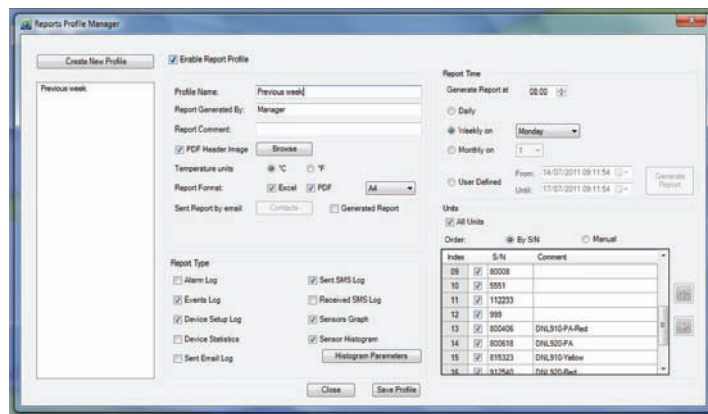 Reports Profile Manager
Create New Profile
Previous week
Enable Report Profile
Profile Name: Previous week
Report Generated By: Manager
Report Comment:
PDF Header Image Browse
Temperature units °C °F
Report Format: Excel PDF A4
Sent Report by email Contacts Generated Report
Report Type
Alarm Log Sent SMS Log
Events Log Received SMS Log
Device Setup Log Sensors Graph
Device Statistics Sensor Histogram
Sent Email Log Histogram Parameters
Report Time
Generate Report at 08:00
Daily
Weekly on Monday
Monthly on 1
User Defined From: 14/07/2011 09:11:54
Until: 17/07/2011 09:11:54
Generate Report
Units
All Units
Order: By S/N Manual
Index S/N Comment
09 80008
10 5551
11 112233
12 999
13 800406 DNL910-PA-Red
14 800618 DNL920-PA
15 815323 DNL910-Yellow
16 912540 DNL920-Red
Close Save Profile